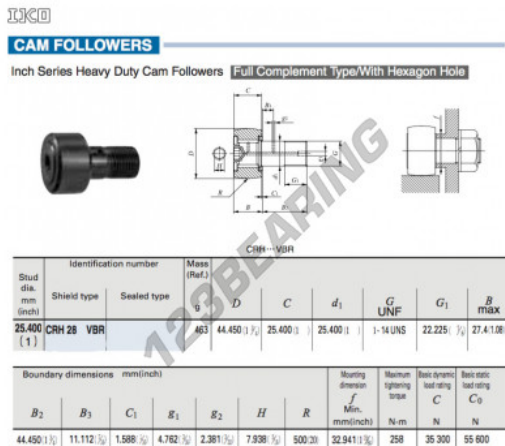 IKO
CAM FOLLOWERS
Inch Series Heavy Duty Cam Followers Full Complement Type/With Hexagon Hole
CRH···VBR
123BEARING
Stud dia. mm (inch)
Identification number
Shield type
Sealed type
Mass (Ref.) g
D
C
d1
G UNF
G1
B max
25.400 (1) CRH 28 VBR 463 44.450 25.400 25.400 1-14 UNS 22.225 27.4(1.08)
Boundary dimensions mm(inch)
B2
B3
C1
g1
g2
H
R
Mounting dimension f Min. mm(inch)
Maximum tightening torque N-m
Basic dynamic load rating C N
Basic static load rating C0 N
44.450 11.112 1.588 4.762 2.381 7.938 500(20) 32.941 258 35 300 55 600